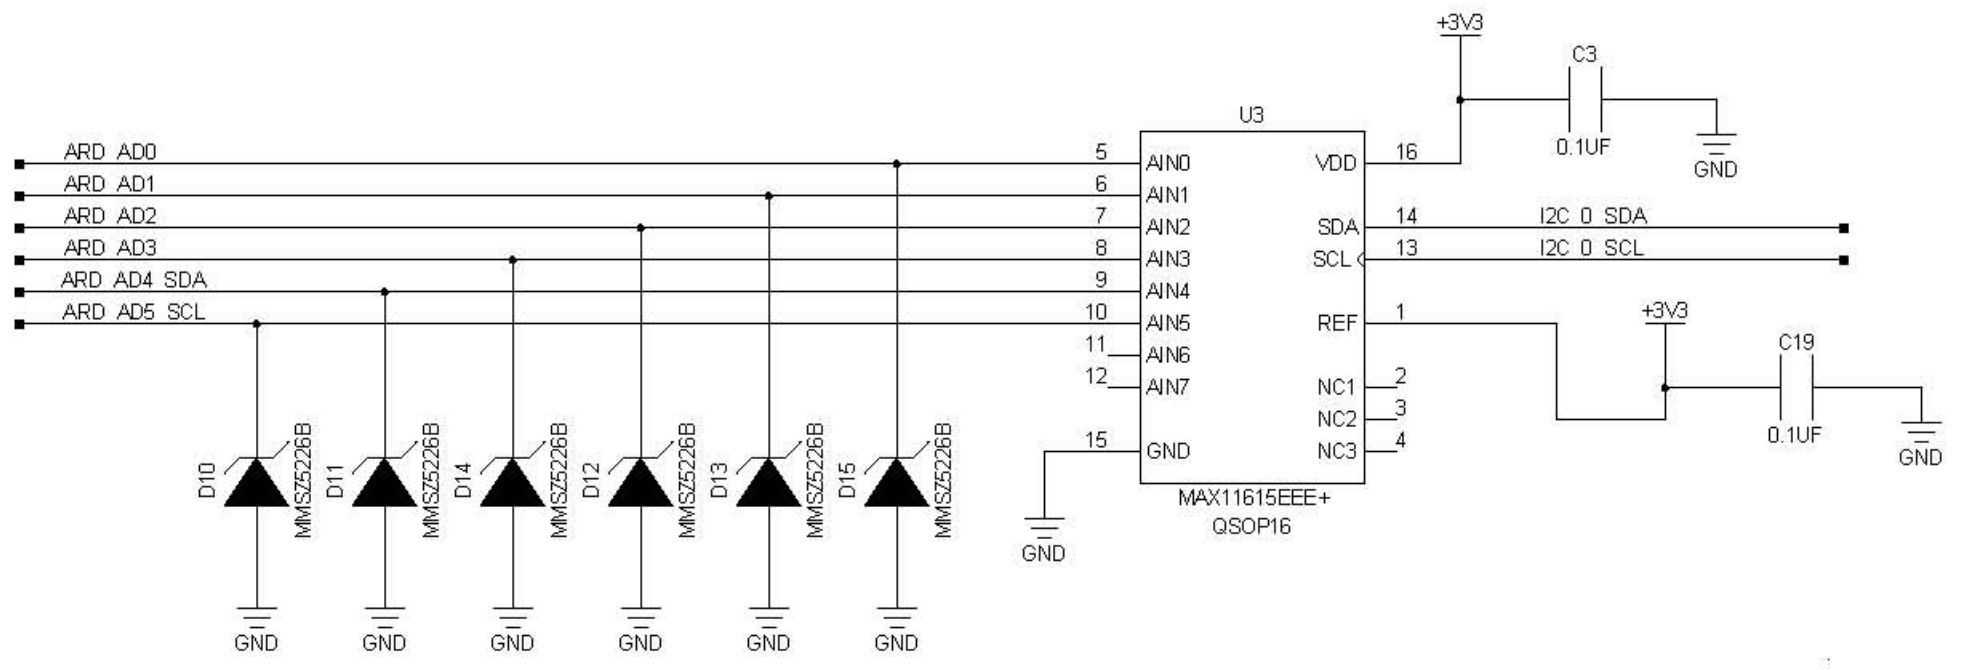 +3V3
C3
U3
0.1UF
GND
ARD AD0
5
AIN0
VDD
16
ARD AD1
6
AIN1
ARD AD2
7
AIN2
SDA
14
I2C 0 SDA
ARD AD3
8
AIN3
SCL
13
I2C 0 SCL
ARD AD4 SDA
9
AIN4
ARD AD5 SCL
10
AIN5
REF
1
+3V3
C19
11
AIN6
12
AIN7
NC1
2
NC2
3
0.1UF
15
GND
NC3
4
GND
D10
MMSZ5226B
D11
MMSZ5226B
D14
MMSZ5226B
D12
MMSZ5226B
D13
MMSZ5226B
D15
MMSZ5226B
MAX11615EEE+
QSOP16
GND
GND
GND
GND
GND
GND
GND